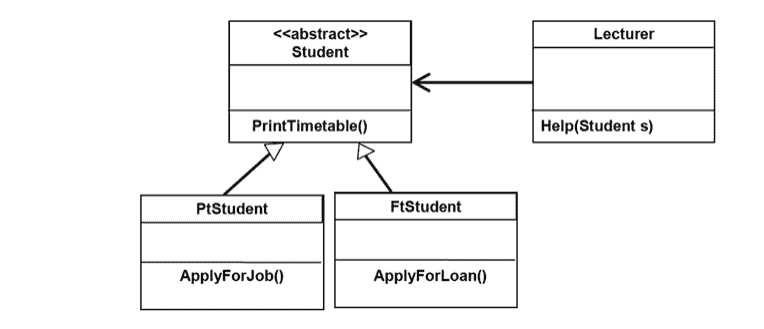 <<abstract>>
Student
PrintTimetable()
Lecturer
Help(Student s)
PtStudent
ApplyForJob()
FtStudent
ApplyForLoan()